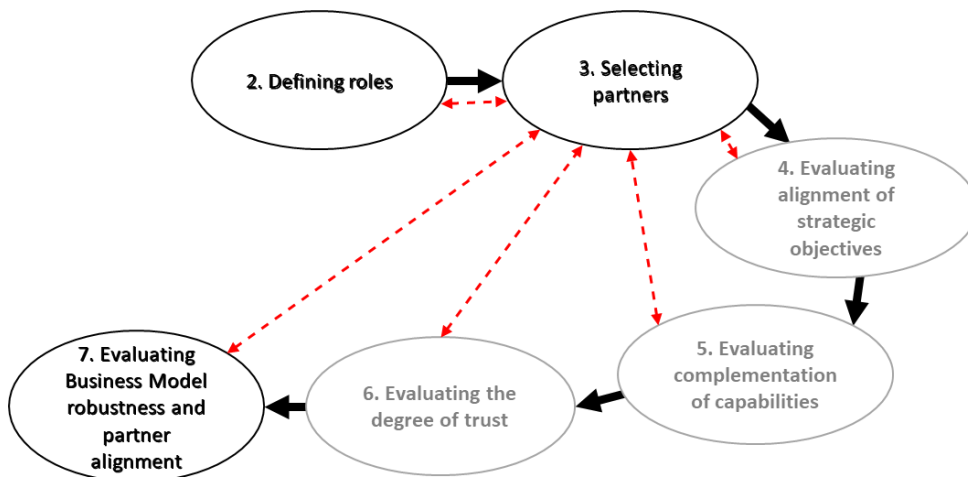 2. Defining roles
3. Selecting
partners
4. Evaluating
alignment of
strategic
objectives
5. Evaluating
complementation
of capabilities
6. Evaluating the
degree of trust
7. Evaluating
Business Model
robustness and
partner
alignment